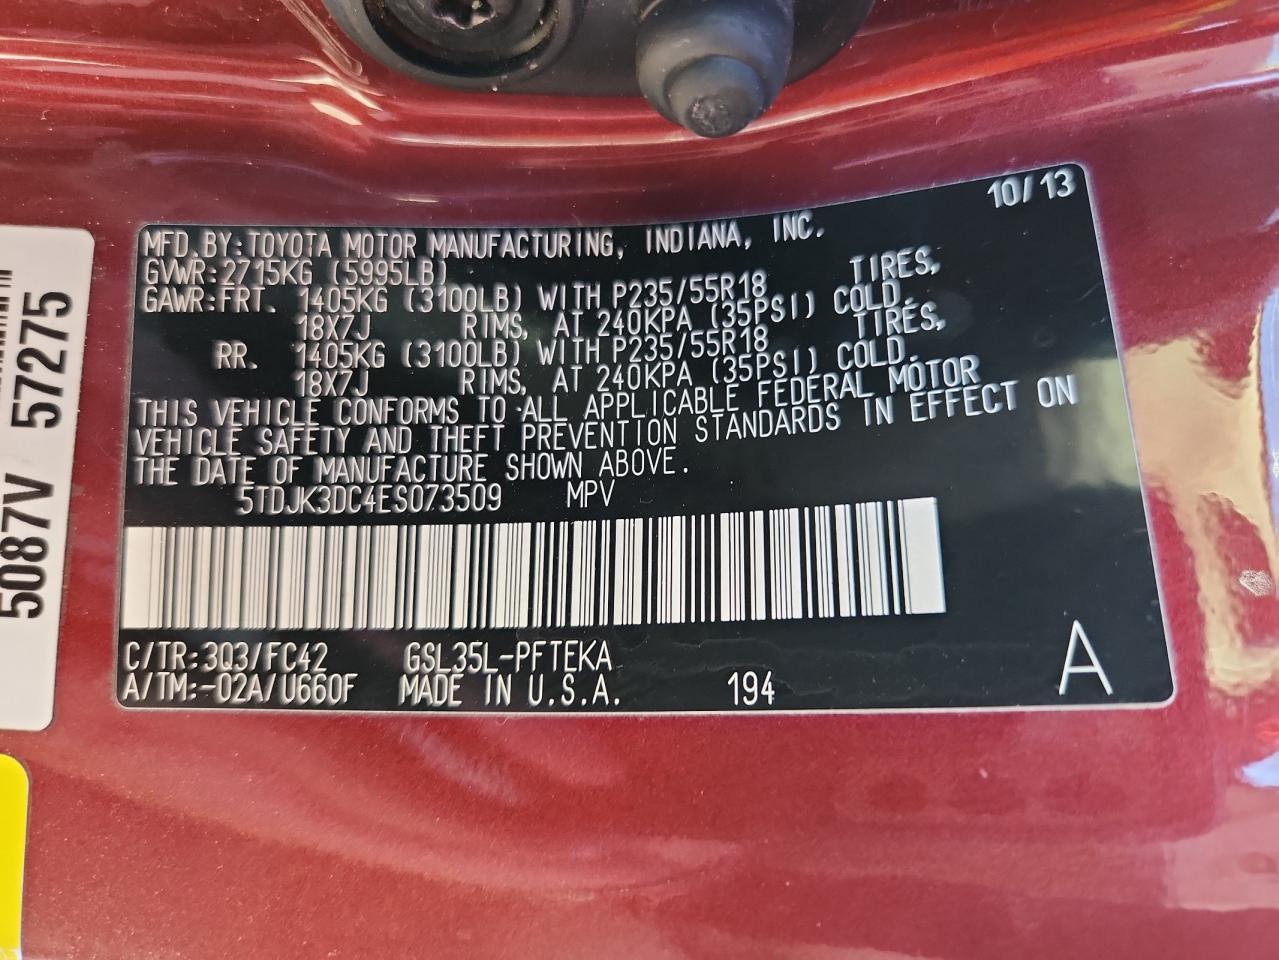 10/13
MFD.BY:TOYOTA MOTOR MANUFACTURING, INDIANA, INC.
GVWR:2715KG (5995LB)
GAWR:FRT. 1405KG (3100LB) WITH P235/55R18 TIRES,
18X7J RIMS, AT 240KPA (35PSI) COLD.
RR. 1405KG (3100LB) WITH P235/55R18 TIRES,
18X7J RIMS, AT 240KPA (35PSI) COLD.
THIS VEHICLE CONFORMS TO ALL APPLICABLE FEDERAL MOTOR
VEHICLE SAFETY AND THEFT PREVENTION STANDARDS IN EFFECT ON
THE DATE OF MANUFACTURE SHOWN ABOVE.
5TDJK3DC4ES073509 MPV
C/TR:3Q3/FC42 GSL35L-PFTEKA
A/TM:-02A/U660F MADE IN U.S.A. 194
A
5087V 57275